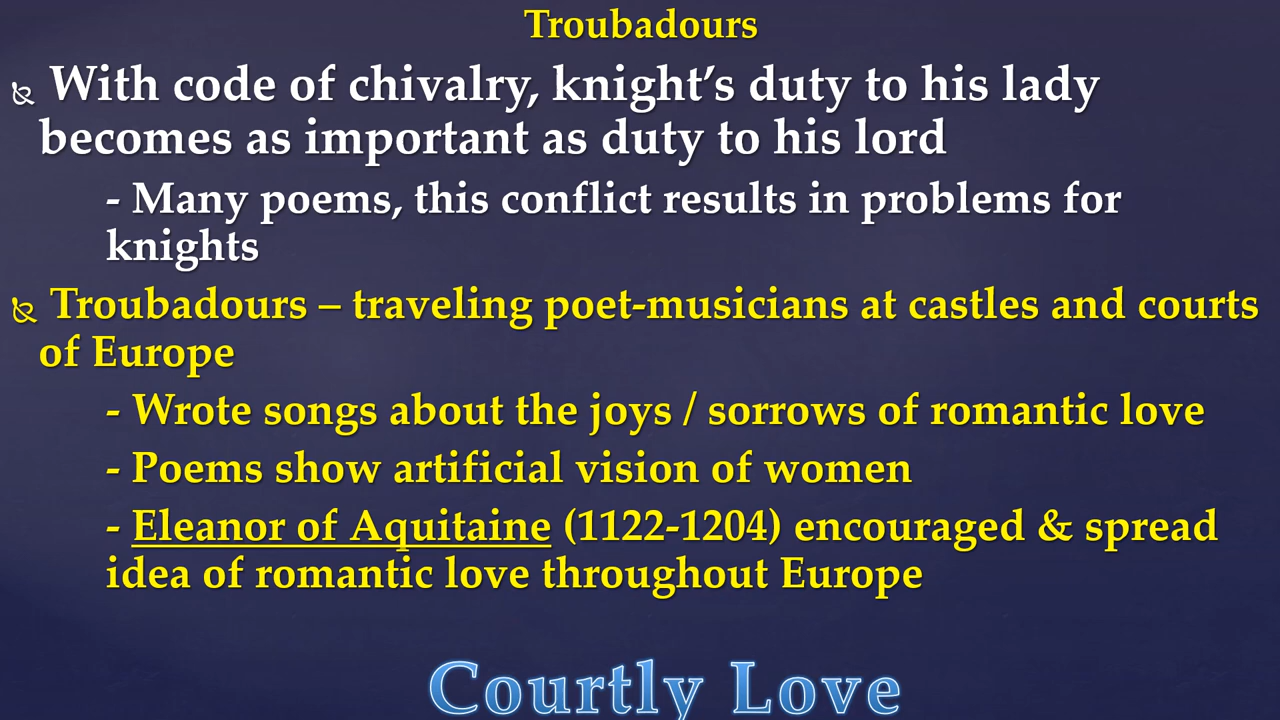 Troubadours
With code of chivalry, knight’s duty to his lady
becomes as important as duty to his lord
- Many poems, this conflict results in problems for
knights
Troubadours – traveling poet-musicians at castles and courts
of Europe
- Wrote songs about the joys / sorrows of romantic love
- Poems show artificial vision of women
- Eleanor of Aquitaine (1122-1204) encouraged & spread
idea of romantic love throughout Europe
Courtly Love